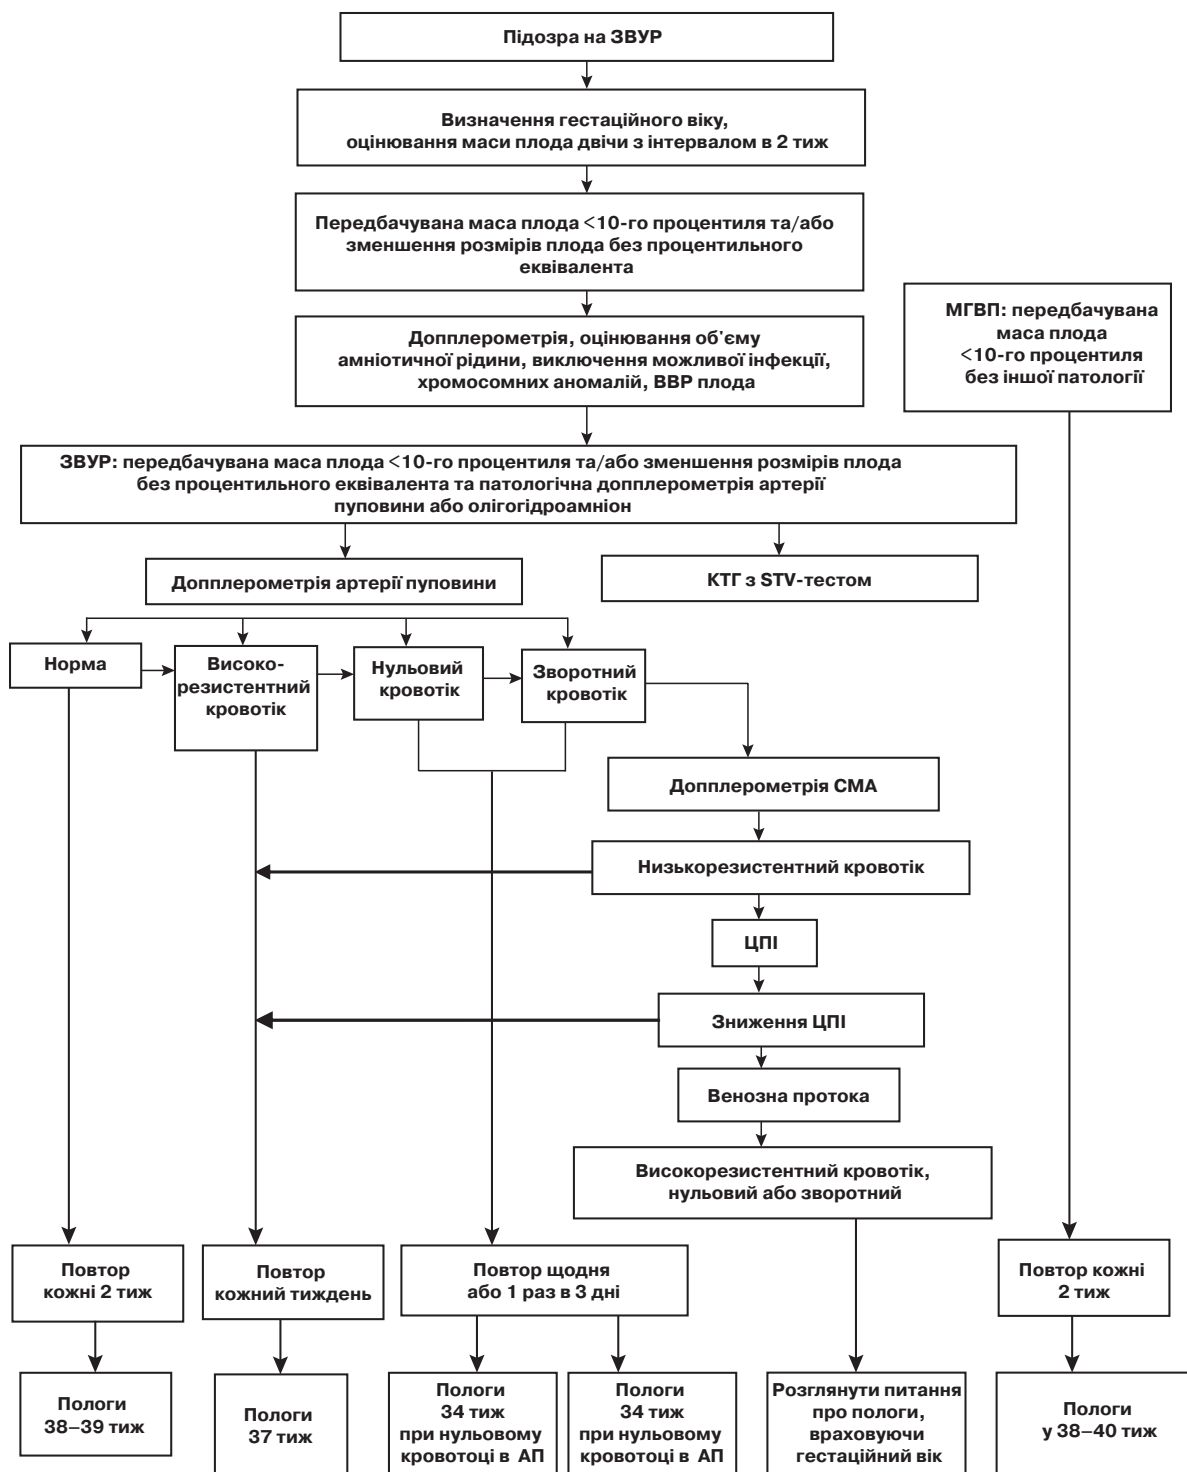 Підозра на ЗВУР
Визначення гестаційного віку,
оцінювання маси плода двічи з інтервалом в 2 тиж
Передбачувана маса плода <10-го процентиля та/або
зменшення розмірів плода без процентильного
еквівалента
МГВП: передбачувана
маса плода
<10-го процентиля
без іншої патології
Допплерометрія, оцінювання об'єму
амніотичної рідини, виключення можливої інфекції,
хромосомних аномалій, ВВР плода
ЗВУР: передбачувана маса плода <10-го процентиля та/або зменшення розмірів плода
без процентильного еквівалента та патологічна допплерометрія артерії
пуповини або олігогідроамніон
Допплерометрія артерії пуповини
КТГ з STV-тестом
Норма
Високо-
резистентний
кровотік
Нульовий
кровотік
Зворотний
кровотік
Допплерометрія СМА
Низькорезистентний кровотік
ЦПІ
Зниження ЦПІ
Венозна протока
Високорезистентний кровотік,
нульовий або зворотний
Повтор
кожні 2 тиж
Повтор
кожний тиждень
Повтор щодня
або 1 раз в 3 дні
Повтор кожні
2 тиж
Пологи
38–39 тиж
Пологи
37 тиж
Пологи
34 тиж
при нульовому
кровотоці в АП
Пологи
34 тиж
при нульовому
кровотоці в АП
Розглянути питання
про пологи,
враховуючи
гестаційний вік
Пологи
у 38–40 тиж